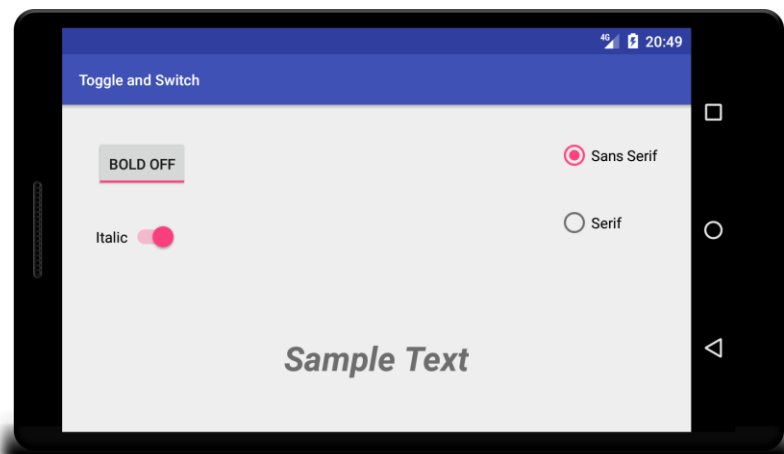 4G 20:49
Toggle and Switch
BOLD OFF
Sans Serif
Italic
Serif
Sample Text